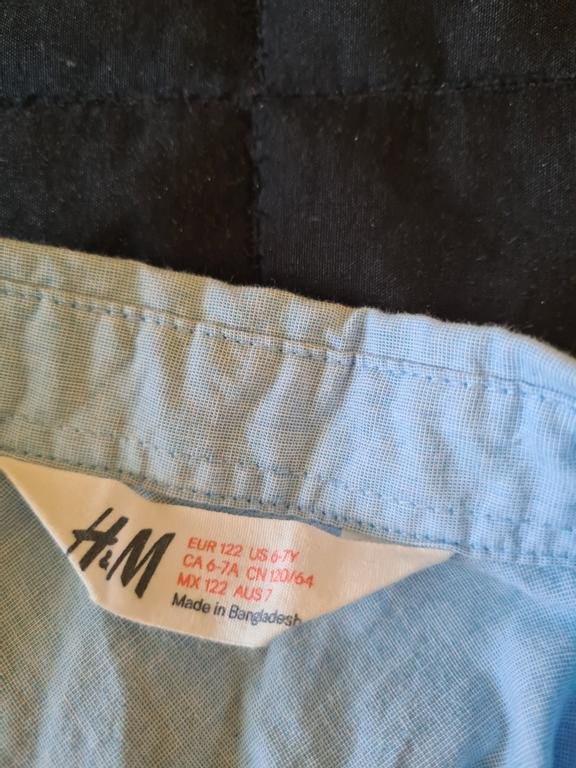 H&M
EUR 122 US 6-7Y
CA 6-7A CN 120/64
MX 122 AUS 7
Made in Bangladesh